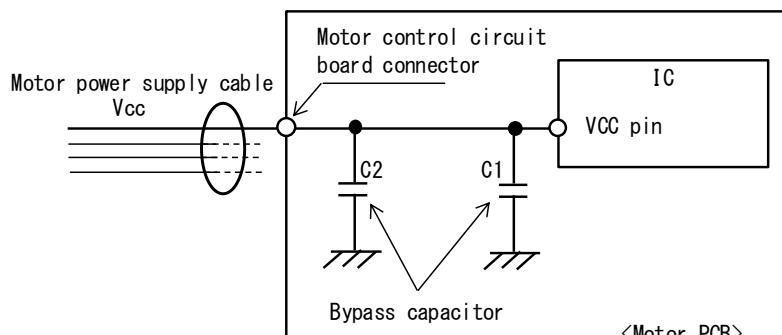 Motor control circuit
board connector
Motor power supply cable
Vcc
IC
VCC pin
C2
C1
Bypass capacitor
<Motor PCB>